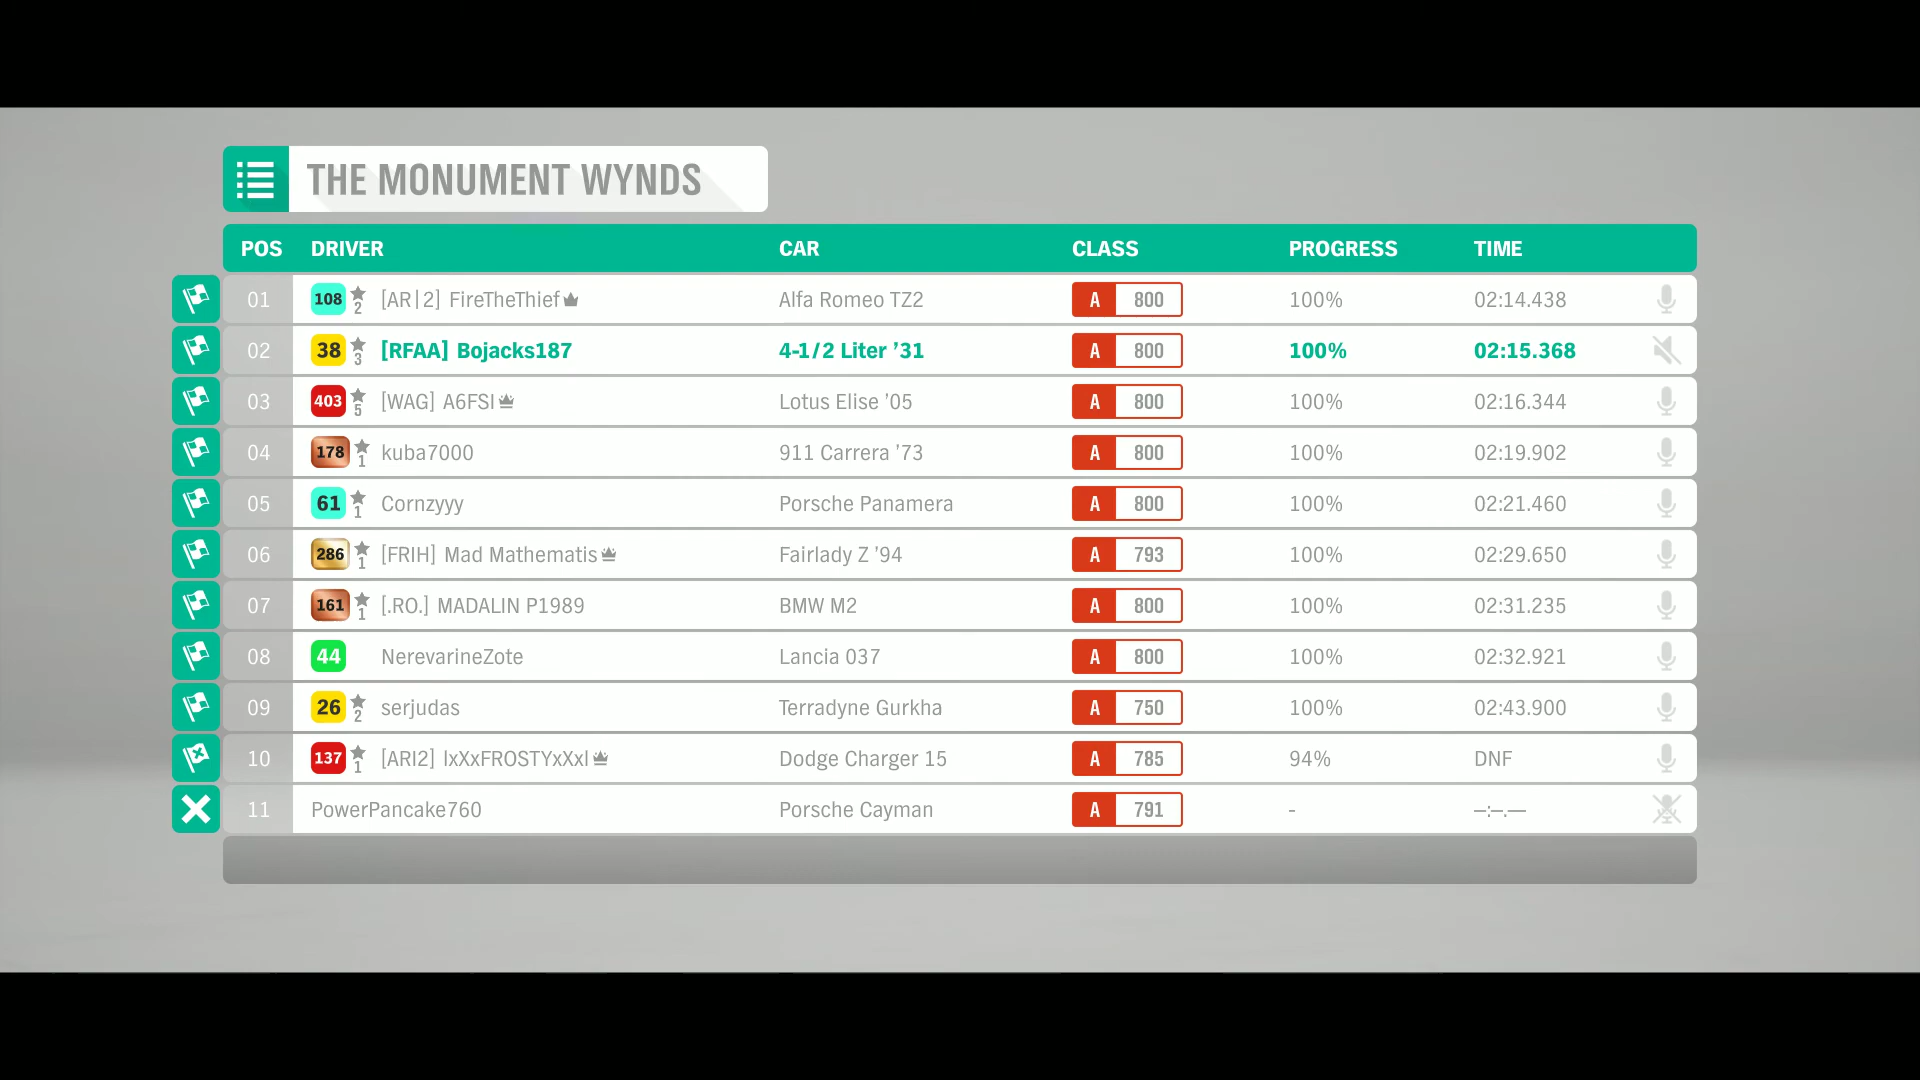 THE MONUMENT WYNDS
POS DRIVER CAR CLASS PROGRESS TIME
01 108 2 [AR|2] FireTheThief Alfa Romeo TZ2 A 800 100% 02:14.438
02 38 3 [RFAA] Bojacks187 4-1/2 Liter ’31 A 800 100% 02:15.368
03 403 5 [WAG] A6FSI Lotus Elise ’05 A 800 100% 02:16.344
04 178 1 kuba7000 911 Carrera ’73 A 800 100% 02:19.902
05 61 1 Cornzyyy Porsche Panamera A 800 100% 02:21.460
06 286 1 [FRIH] Mad Mathematis Fairlady Z ’94 A 793 100% 02:29.650
07 161 1 [.RO.] MADALIN P1989 BMW M2 A 800 100% 02:31.235
08 44 NerevarineZote Lancia 037 A 800 100% 02:32.921
09 26 2 serjudas Terradyne Gurkha A 750 100% 02:43.900
10 137 1 [ARI2] IxXxFROSTYxXxI Dodge Charger 15 A 785 94% DNF
11 PowerPancake760 Porsche Cayman A 791 - –:–.––